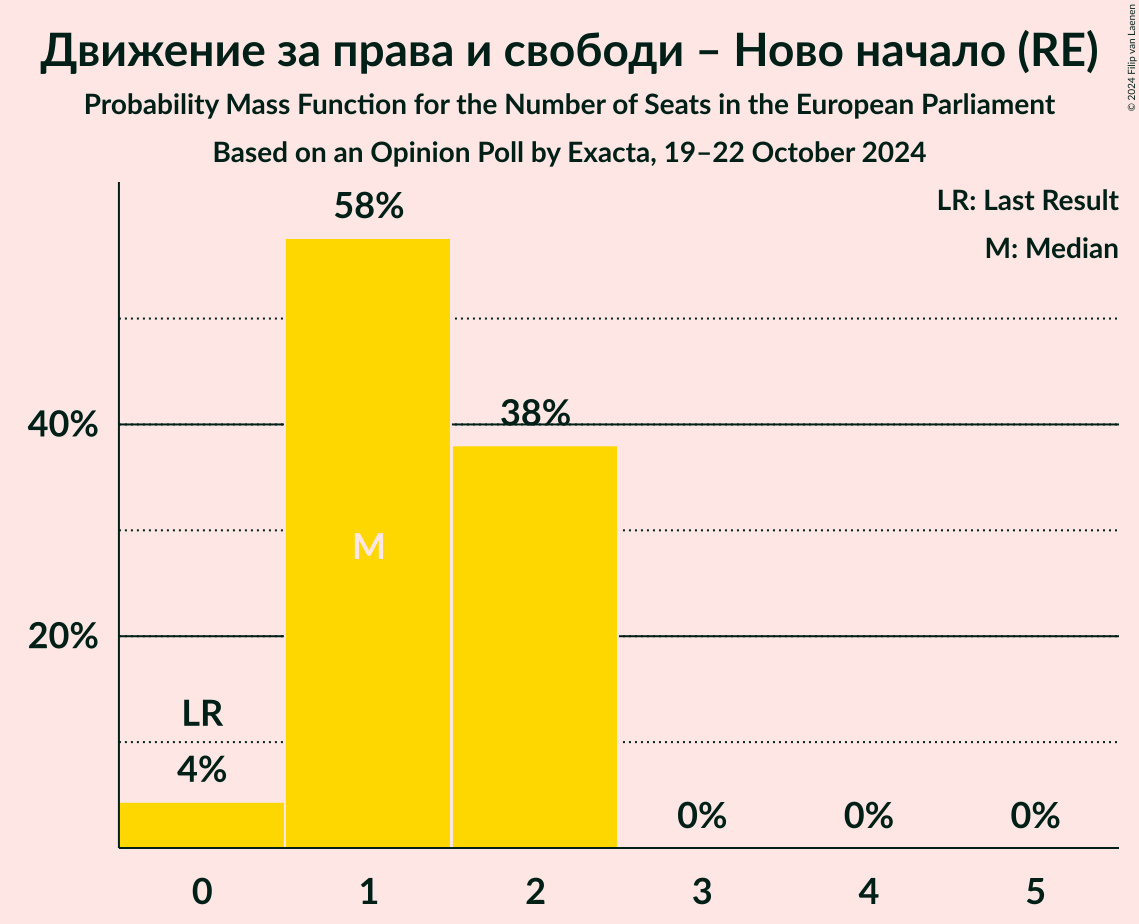 Движение за права и свободи – Ново начало (RE)
Probability Mass Function for the Number of Seats in the European Parliament
Based on an Opinion Poll by Exacta, 19–22 October 2024
© 2024 Filip van Laenen
LR: Last Result
M: Median
58%
38%
40%
M
20%
LR
4%
0% 0% 0%
0 1 2 3 4 5